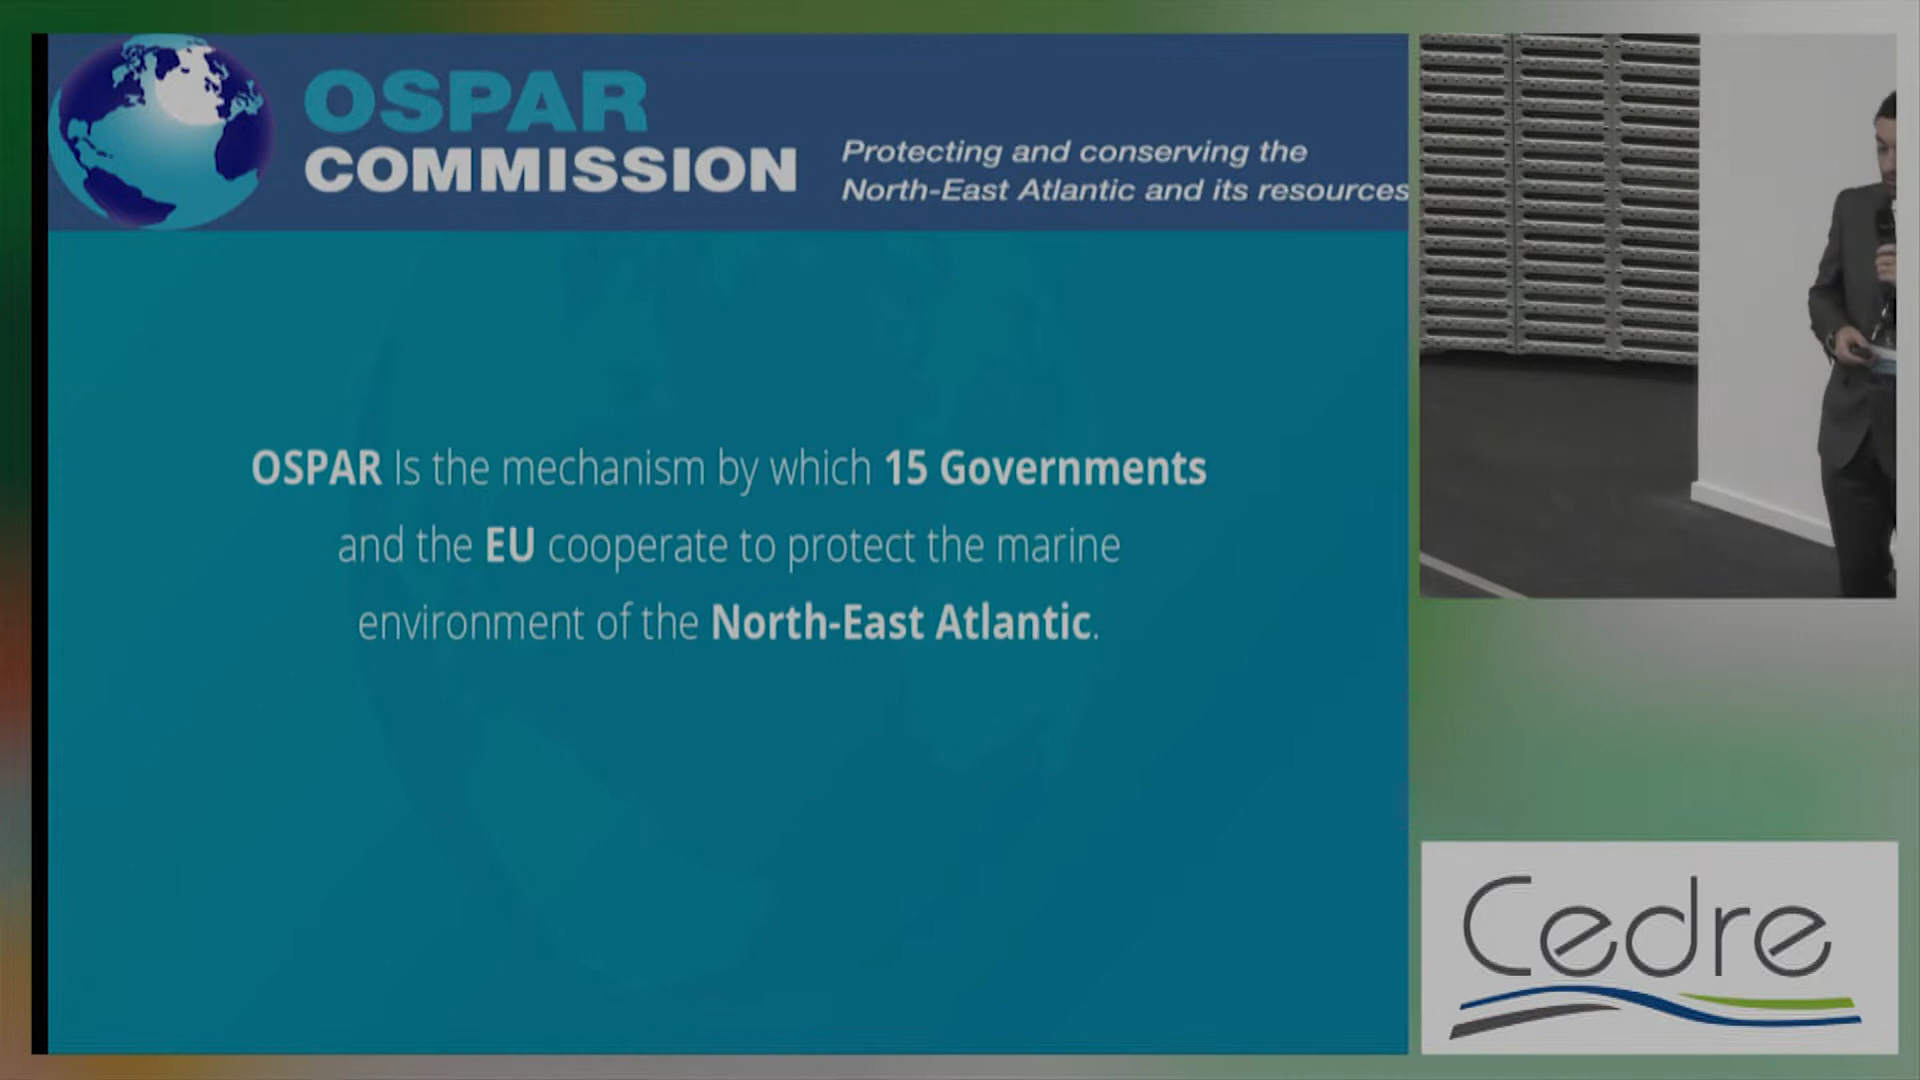 OSPAR
COMMISSION
Protecting and conserving the
North-East Atlantic and its resources
OSPAR Is the mechanism by which 15 Governments
and the EU cooperate to protect the marine
environment of the North-East Atlantic.
Cedre